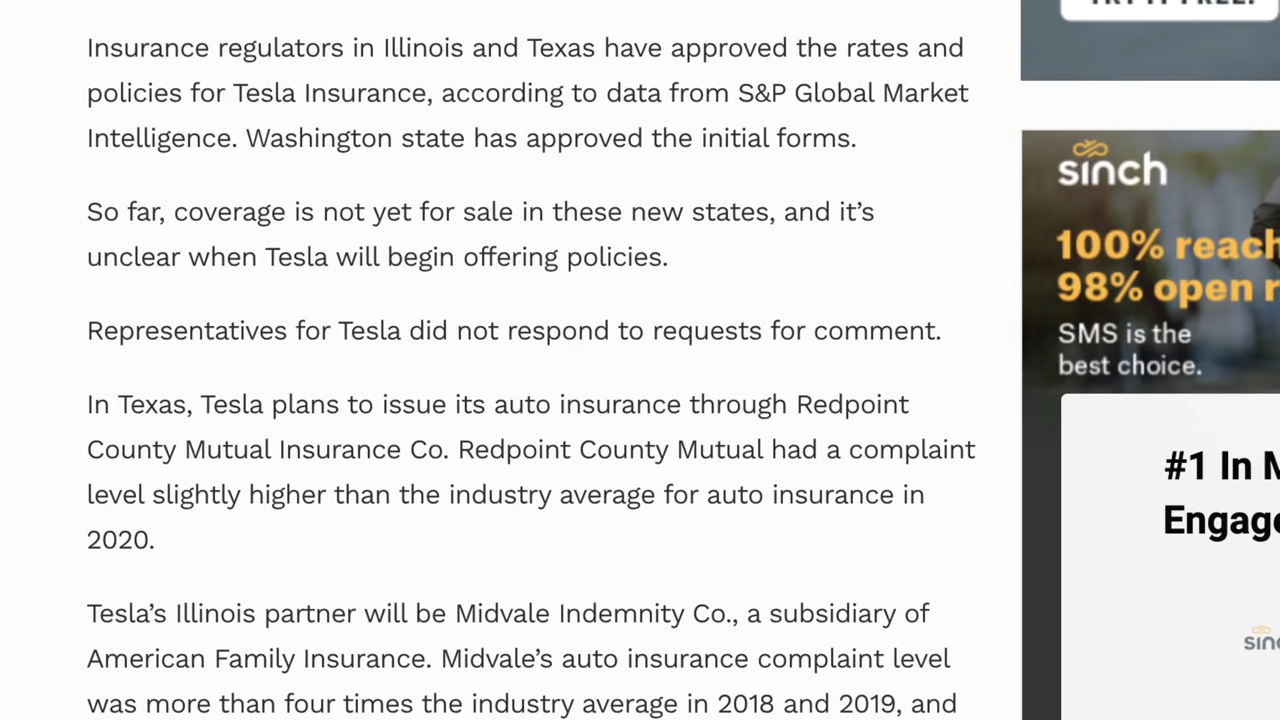 TRY IT FREE!
Insurance regulators in Illinois and Texas have approved the rates and
policies for Tesla Insurance, according to data from S&P Global Market
Intelligence. Washington state has approved the initial forms.
So far, coverage is not yet for sale in these new states, and it’s
unclear when Tesla will begin offering policies.
Representatives for Tesla did not respond to requests for comment.
In Texas, Tesla plans to issue its auto insurance through Redpoint
County Mutual Insurance Co. Redpoint County Mutual had a complaint
level slightly higher than the industry average for auto insurance in
2020.
Tesla’s Illinois partner will be Midvale Indemnity Co., a subsidiary of
American Family Insurance. Midvale’s auto insurance complaint level
was more than four times the industry average in 2018 and 2019, and
sinch
100% reach
98% open
SMS is the
best choice.
#1 In